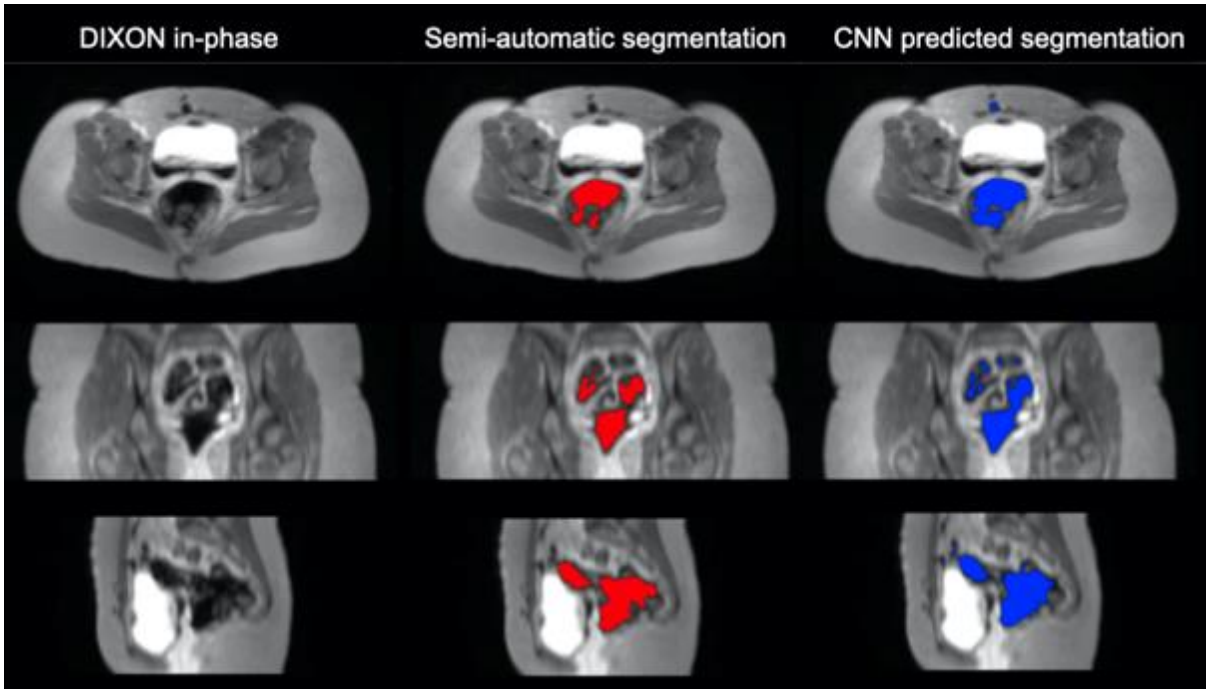 DIXON in-phase
Semi-automatic segmentation
CNN predicted segmentation